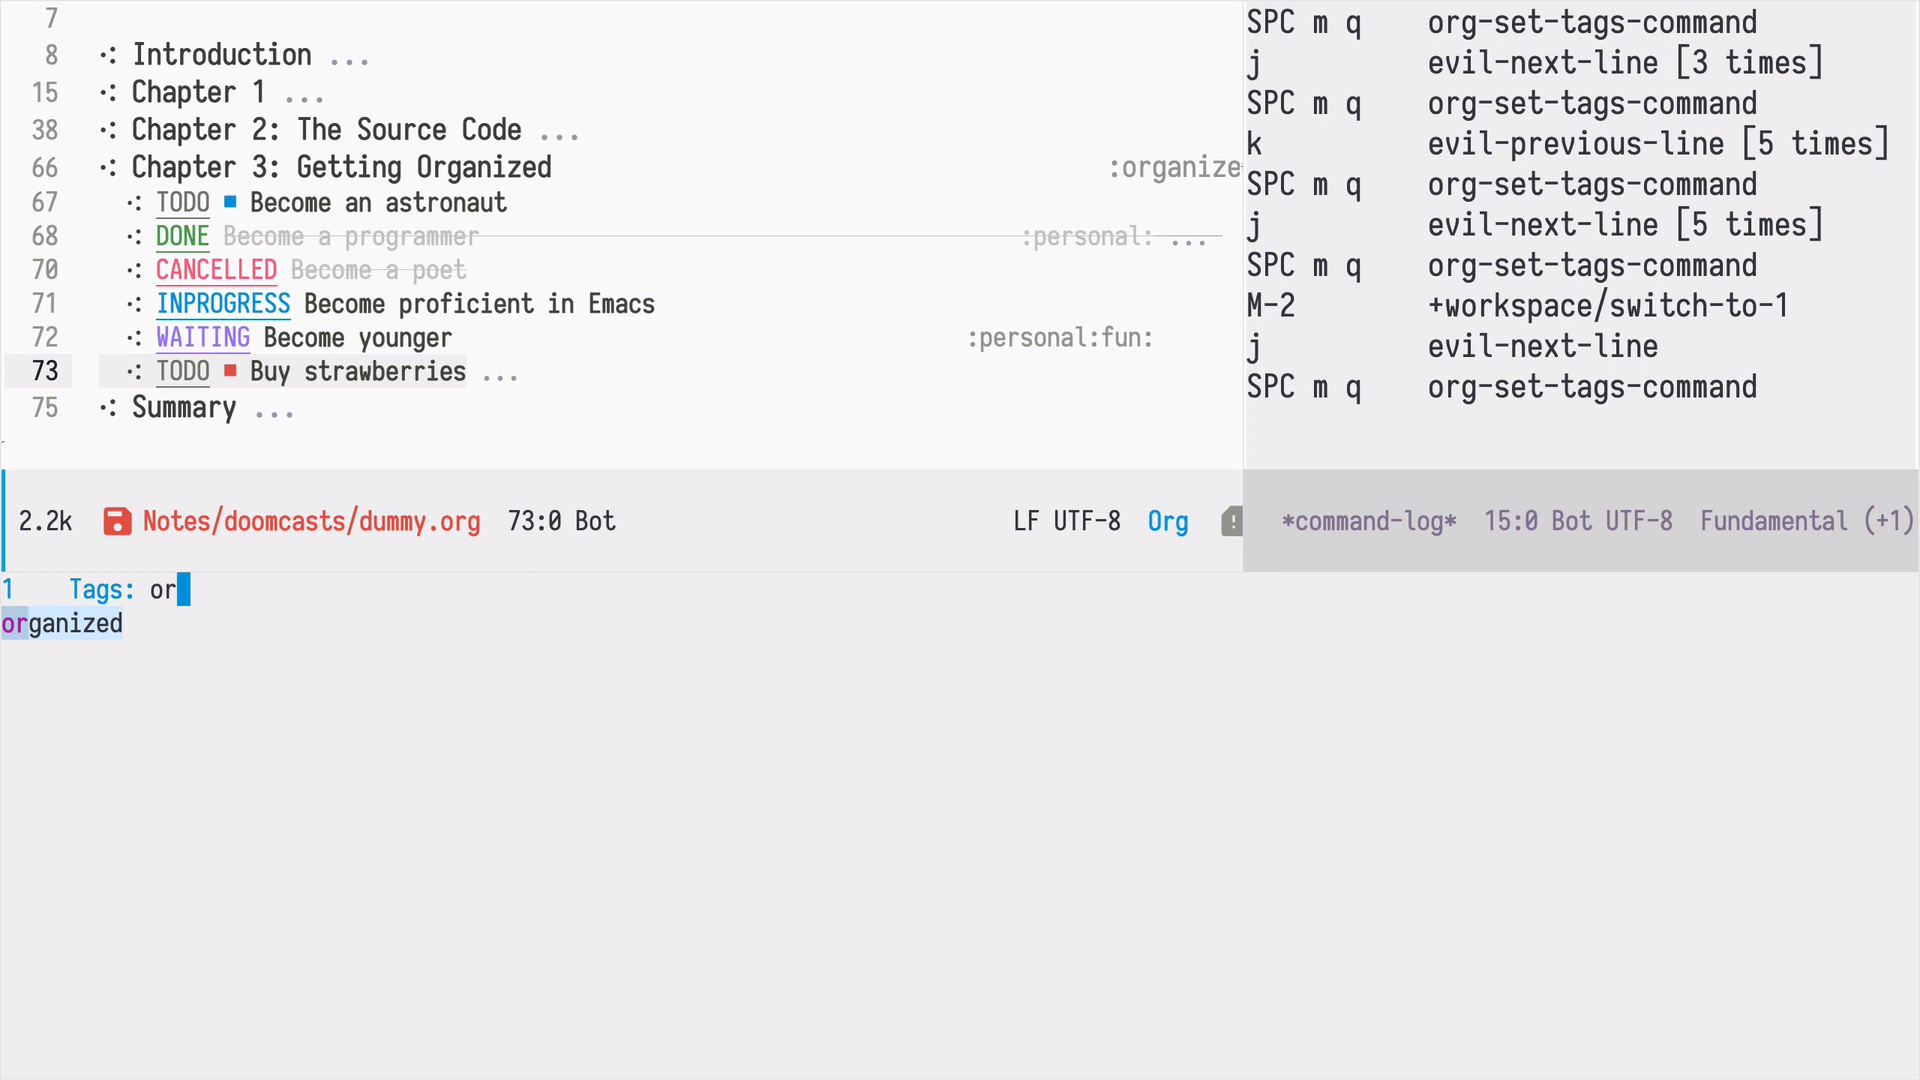 7
8 Introduction ...
15 Chapter 1 ...
38 Chapter 2: The Source Code ...
66 Chapter 3: Getting Organized :organize
67 TODO Become an astronaut
68 DONE Become a programmer :personal: ...
70 CANCELLED Become a poet
71 INPROGRESS Become proficient in Emacs
72 WAITING Become younger :personal:fun:
73 TODO Buy strawberries ...
75 Summary ...
2.2k Notes/doomcasts/dummy.org 73:0 Bot LF UTF-8 Org
SPC m q org-set-tags-command
j evil-next-line [3 times]
SPC m q org-set-tags-command
k evil-previous-line [5 times]
SPC m q org-set-tags-command
j evil-next-line [5 times]
SPC m q org-set-tags-command
M-2 +workspace/switch-to-1
j evil-next-line
SPC m q org-set-tags-command
*command-log* 15:0 Bot UTF-8 Fundamental (+1)
1 Tags: or
organized